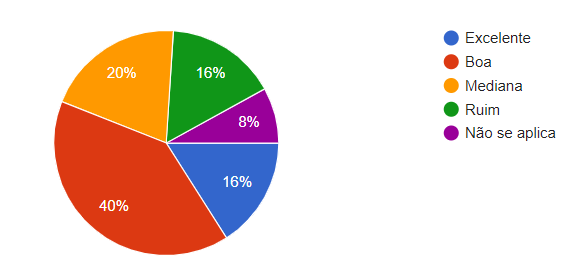 20%
16%
8%
16%
40%
Excelente
Boa
Mediana
Ruim
Não se aplica